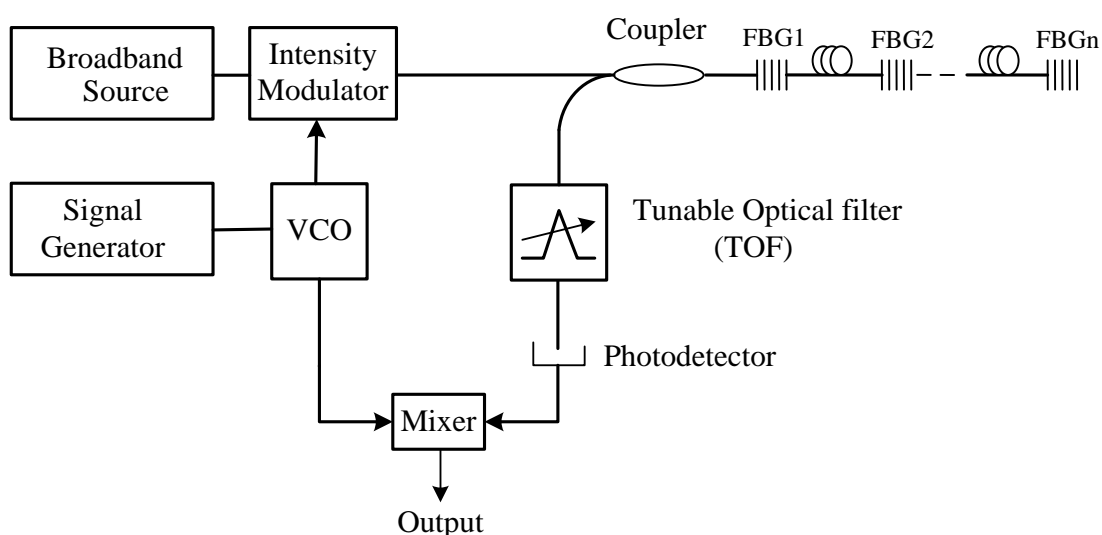 Broadband
Source
Intensity
Modulator
Coupler
FBG1
FBG2
FBGn
Signal
Generator
VCO
Tunable Optical filter
(TOF)
Photodetector
Mixer
Output